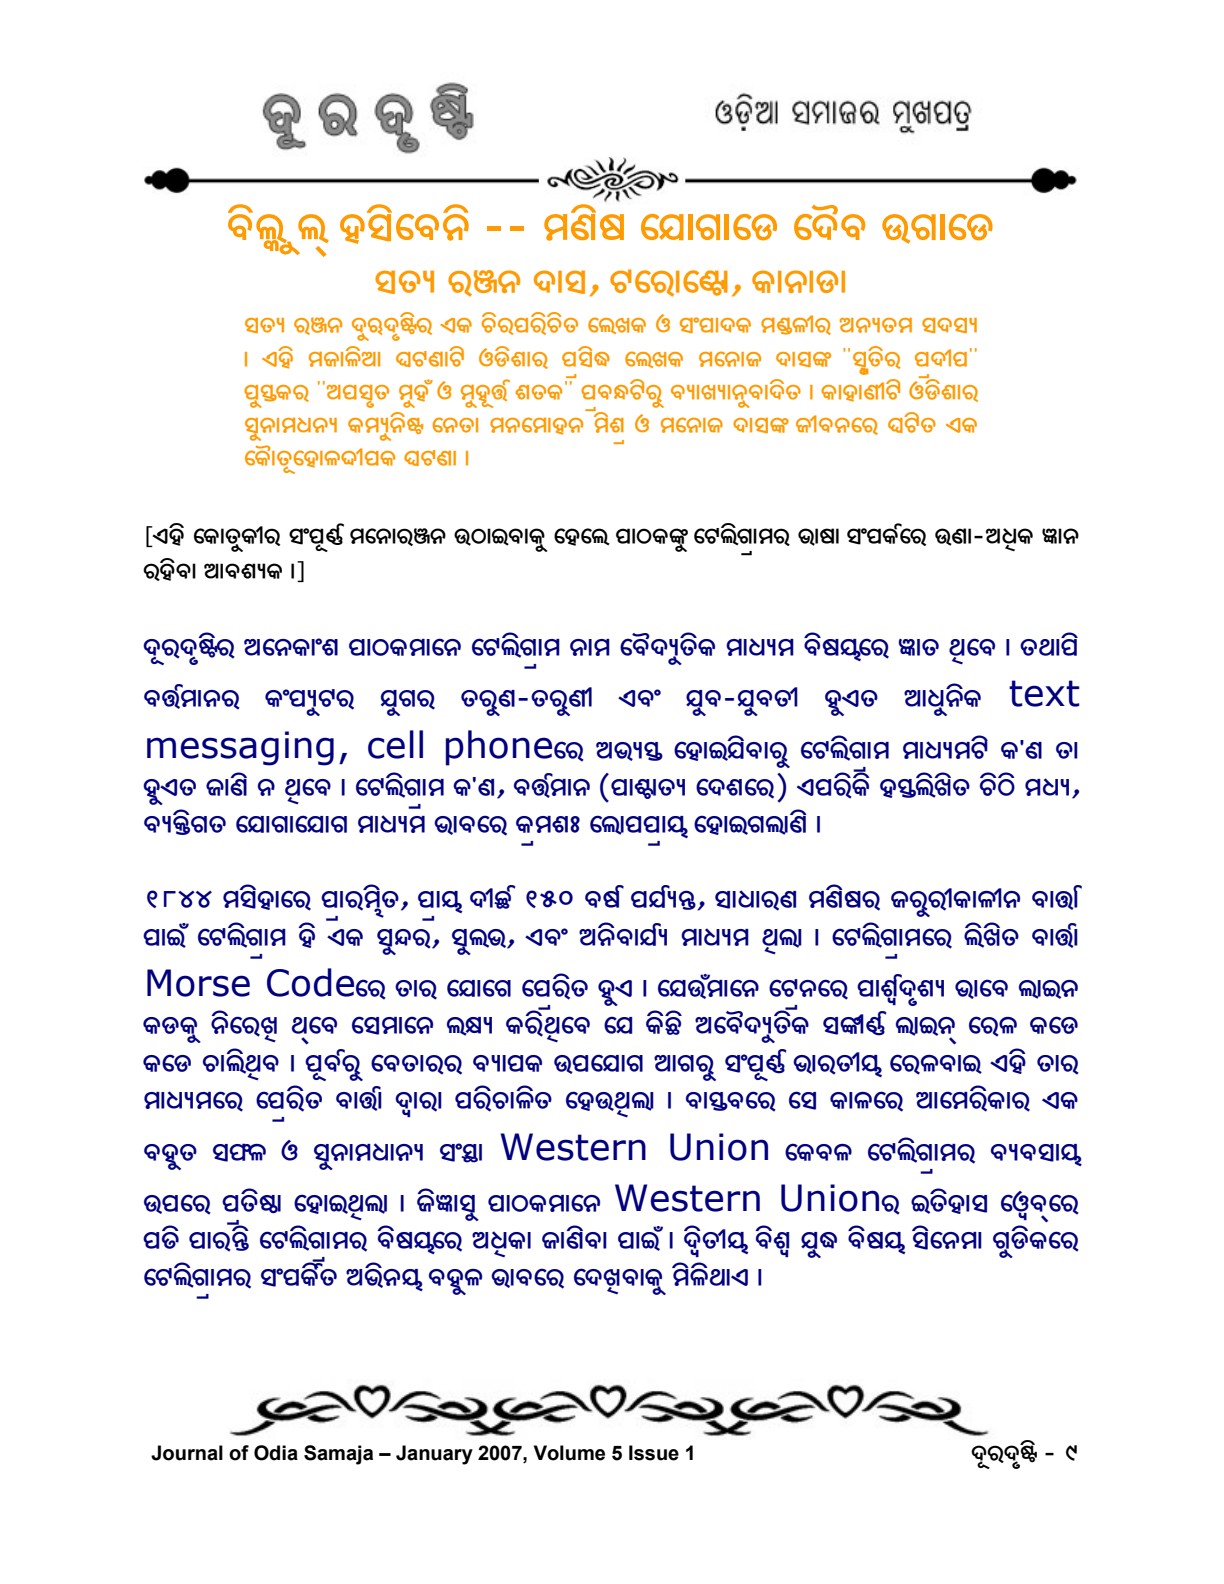 ଦୂରଦୃଷ୍ଟି
ଓଡ଼ିଆ ସମାଜର ମୁଖପତ୍ର
ବିଲ୍କୁଲ୍ ହସିବେନି -- ମଣିଷ ଯୋଗାଡେ ଦୈବ ଉଗାଡେ
ସତ୍ୟ ରଞ୍ଜନ ଦାସ, ଟରୋଣ୍ଟୋ, କାନାଡା
ସତ୍ୟ ରଞ୍ଜନ ଦୁରଦୃଷ୍ଟିର ଏକ ଚିରପରିଚିତ ଲେଖକ ଓ ସଂପାଦକ ମଣ୍ଡଳୀର ଅନ୍ୟତମ ସଦସ୍ୟ
। ଏହି ମଜାଳିଆ ଘଟଣାଟି ଓଡିଶାର ପ୍ରସିଦ୍ଧ ଲେଖକ ମନୋଜ ଦାସଙ୍କ "ସ୍ମୃତିର ପ୍ରଦୀପ"
ପୁସ୍ତକର "ଅପସୃତ ମୁହଁ ଓ ମୁହୂର୍ତ୍ତ ଶତକ" ପ୍ରବନ୍ଧଟିରୁ ବ୍ୟାଖ୍ୟାନୁବାଦିତ । କାହାଣୀଟି ଓଡିଶାର
ସୁନାମଧନ୍ୟ କମ୍ୟୁନିଷ୍ଟ ନେତା ମନମୋହନ ମିଶ୍ର ଓ ମନୋଜ ଦାସଙ୍କ ଜୀବନରେ ଘଟିତ ଏକ
କୌତୂହୋଳଦ୍ଦୀପକ ଘଟଣା ।
[ଏହି କୋତୁକୀର ସଂପୂର୍ଣ୍ଣ ମନୋରଞ୍ଜନ ଉଠାଇବାକୁ ହେଲେ ପାଠକଙ୍କୁ ଟେଲିଗ୍ରାମର ଭାଷା ସଂପର୍କରେ ଉଣା-ଅଧିକ ଜ୍ଞାନ
ରହିବା ଆବଶ୍ୟକ ।]
ଦୂରଦୃଷ୍ଟିର ଅନେକାଂଶ ପାଠକମାନେ ଟେଲିଗ୍ରାମ ନାମ ବୈଦ୍ୟୁତିକ ମାଧ୍ୟମ ବିଷୟରେ ଜ୍ଞାତ ଥିବେ । ତଥାପି
ବର୍ତ୍ତମାନର କଂପ୍ୟୁଟର ଯୁଗର ତରୁଣ-ତରୁଣୀ ଏବଂ ଯୁବ-ଯୁବତୀ ହୁଏତ ଆଧୁନିକ text
messaging, cell phoneରେ ଅଭ୍ୟସ୍ତ ହୋଇଯିବାରୁ ଟେଲିଗ୍ରାମ ମାଧ୍ୟମଟି କ'ଣ ତା
ହୁଏତ ଜାଣି ନ ଥିବେ । ଟେଲିଗ୍ରାମ କ'ଣ, ବର୍ତ୍ତମାନ (ପାଶ୍ଚାତ୍ୟ ଦେଶରେ) ଏପରିକି ହସ୍ତଲିଖିତ ଚିଠି ମଧ୍ୟ,
ବ୍ୟକ୍ତିଗତ ଯୋଗାଯୋଗ ମାଧ୍ୟମ ଭାବରେ କ୍ରମଶଃ ଲୋପପ୍ରାୟ ହୋଇଗଲାଣି ।
୧୮୪୪ ମସିହାରେ ପ୍ରାରମ୍ଭିତ, ପ୍ରାୟ ଦୀର୍ଘ ୧୫୦ ବର୍ଷ ପର୍ଯ୍ୟନ୍ତ, ସାଧାରଣ ମଣିଷର ଜରୁରୀକାଳୀନ ବାର୍ତ୍ତା
ପାଇଁ ଟେଲିଗ୍ରାମ ହି ଏକ ସୁନ୍ଦର, ସୁଲଭ, ଏବଂ ଅନିବାର୍ଯ୍ୟ ମାଧ୍ୟମ ଥିଲା । ଟେଲିଗ୍ରାମରେ ଲିଖିତ ବାର୍ତ୍ତା
Morse Codeରେ ତାର ଯୋଗେ ପ୍ରେରିତ ହୁଏ । ଯେଉଁମାନେ ଟ୍ରେନରେ ପାର୍ଶ୍ୱଦୃଶ୍ୟ ଭାବେ ଲାଇନ
କଡକୁ ନିରେଖି ଥିବେ ସେମାନେ ଲକ୍ଷ୍ୟ କରିଥିବେ ଯେ କିଛି ଅବୈଦ୍ୟୁତିକ ସଙ୍କୀର୍ଣ୍ଣ ଲାଇନ୍ ରେଳ କଡେ
କଡେ ଚାଲିଥିବ । ପୂର୍ବରୁ ବେତାରର ବ୍ୟାପକ ଉପଯୋଗ ଆଗରୁ ସଂପୂର୍ଣ୍ଣ ଭାରତୀୟ ରେଳବାଇ ଏହି ତାର
ମାଧ୍ୟମରେ ପ୍ରେରିତ ବାର୍ତ୍ତା ଦ୍ୱାରା ପରିଚାଳିତ ହେଉଥିଲା । ବାସ୍ତବରେ ସେ କାଳରେ ଆମେରିକାର ଏକ
ବହୁତ ସଫଳ ଓ ସୁନାମଧାନ୍ୟ ସଂସ୍ଥା Western Union କେବଳ ଟେଲିଗ୍ରାମର ବ୍ୟବସାୟ
ଉପରେ ପ୍ରତିଷ୍ଠା ହୋଇଥିଲା । ଜିଜ୍ଞାସୁ ପାଠକମାନେ Western Unionର ଇତିହାସ ଓ୍ୱେବ୍‌ରେ
ପଢି ପାରନ୍ତି ଟେଲିଗ୍ରାମର ବିଷୟରେ ଅଧିକା ଜାଣିବା ପାଇଁ । ଦ୍ୱିତୀୟ ବିଶ୍ୱ ଯୁଦ୍ଧ ବିଷୟ ସିନେମା ଗୁଡିକରେ
ଟେଲିଗ୍ରାମର ସଂପର୍କିତ ଅଭିନୟ ବହୁଳ ଭାବରେ ଦେଖିବାକୁ ମିଳିଥାଏ ।
Journal of Odia Samaja – January 2007, Volume 5 Issue 1
ଦୂରଦୃଷ୍ଟି - ୯